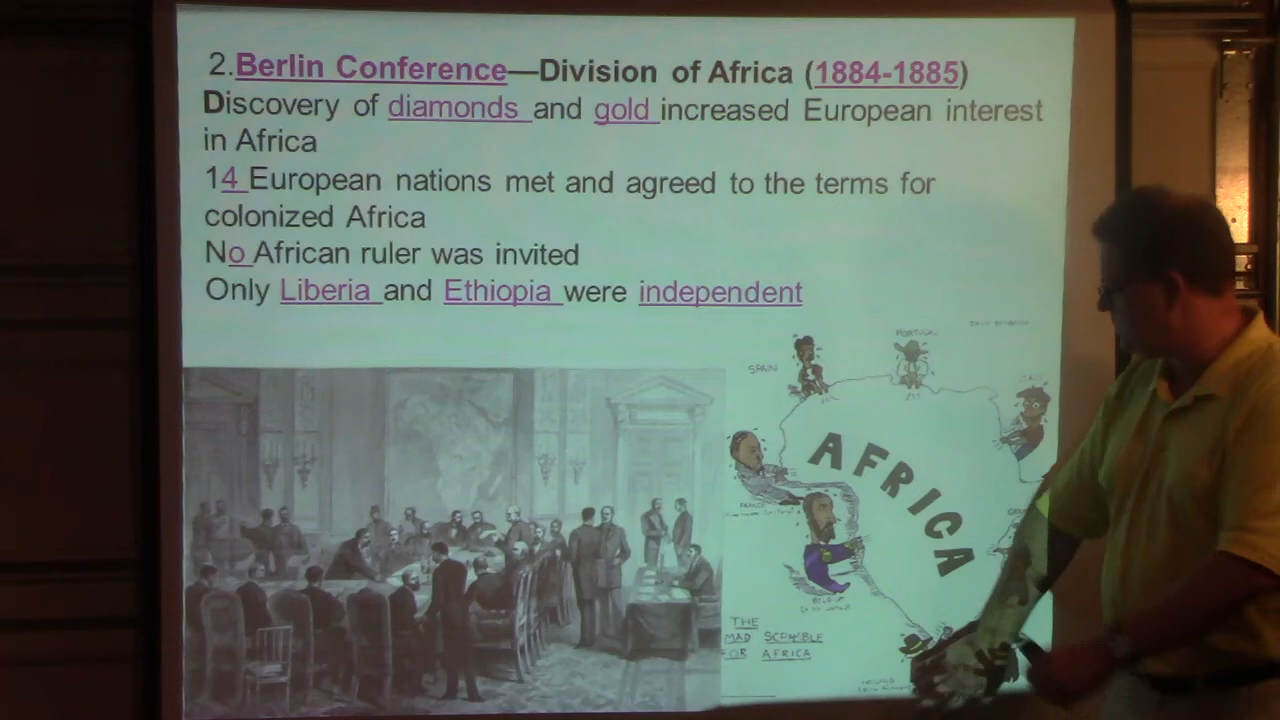 2.Berlin Conference—Division of Africa (1884-1885)
Discovery of diamonds and gold increased European interest
in Africa
14 European nations met and agreed to the terms for
colonized Africa
No African ruler was invited
Only Liberia and Ethiopia were independent
PORTUGAL
SPAIN
AFRICA
FRANCE
THE
MAD SCRAMBLE
FOR AFRICA